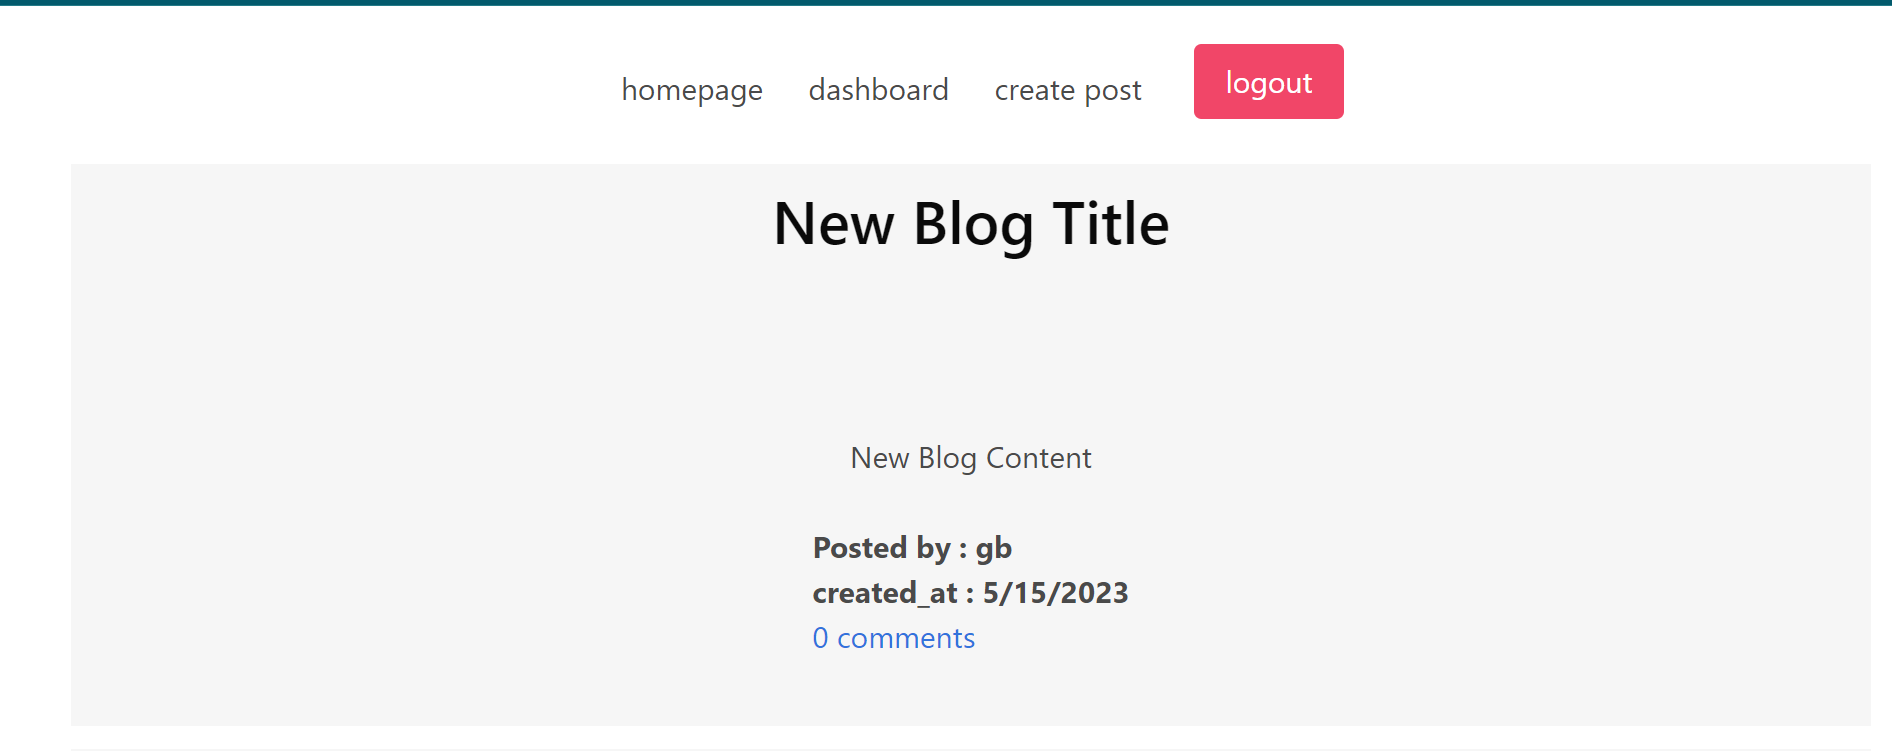 homepage dashboard create post logout
New Blog Title
New Blog Content
Posted by : gb
created_at : 5/15/2023
0 comments